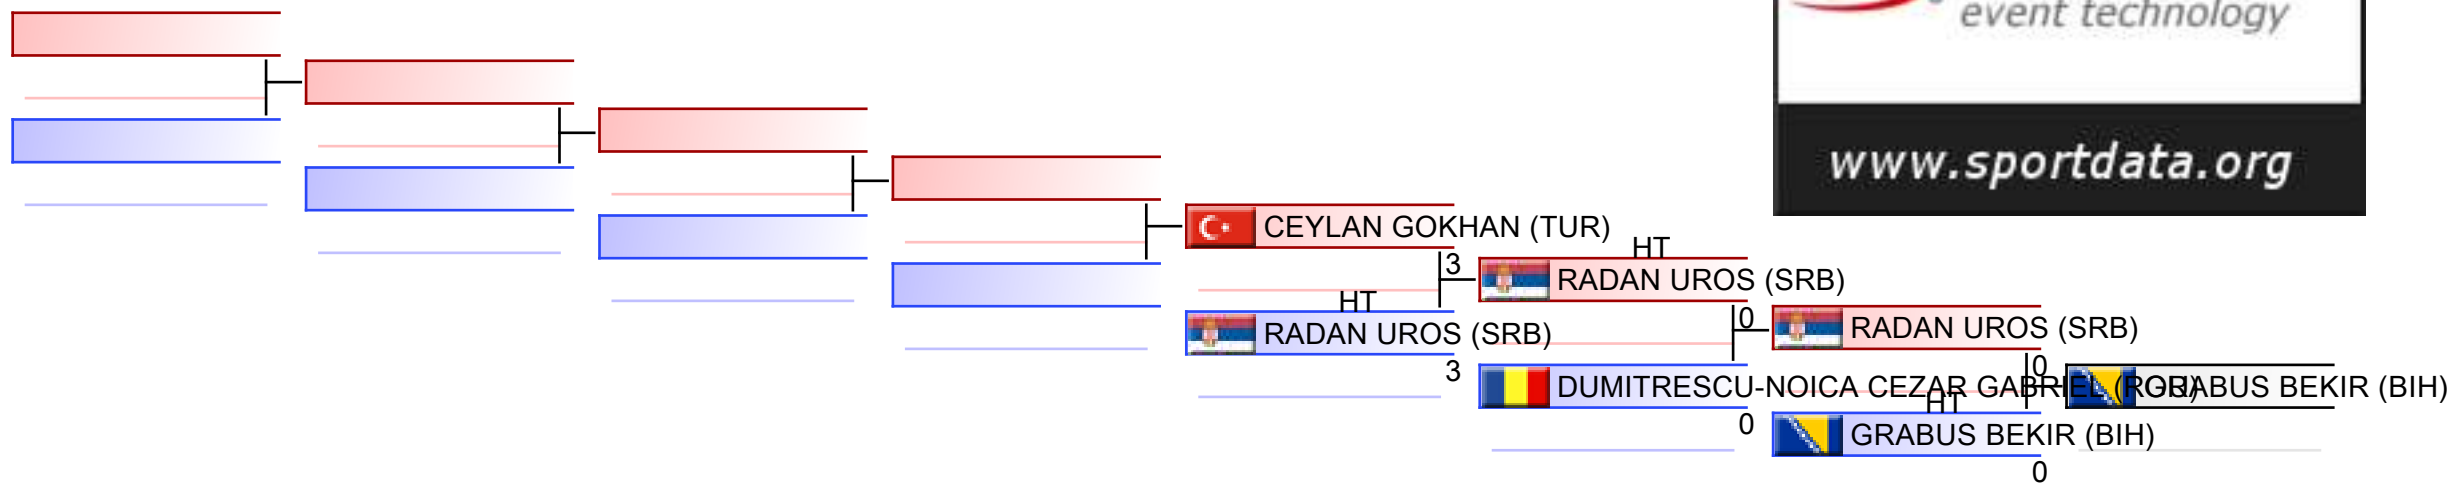 event technology
www.sportdata.org
CEYLAN GOKHAN (TUR)
3
HT
RADAN UROS (SRB)
3
HT
RADAN UROS (SRB)
0
DUMITRESCU-NOICA CEZAR GABRIEL (ROU)
0
RADAN UROS (SRB)
0
HT
GRABUS BEKIR (BIH)
0
GRABUS BEKIR (BIH)